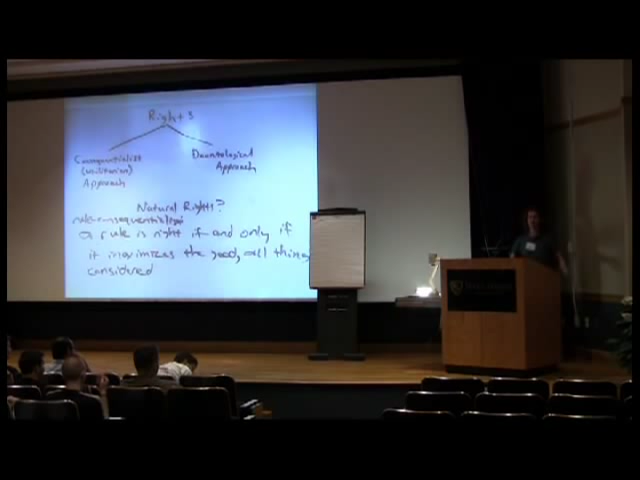 Rights
Consequentialist
(utilitarian)
Approach
Deontological
Approach
Natural Rights?
rule-consequentialism
a rule is right if and only if
it maximizes the good, all things
considered